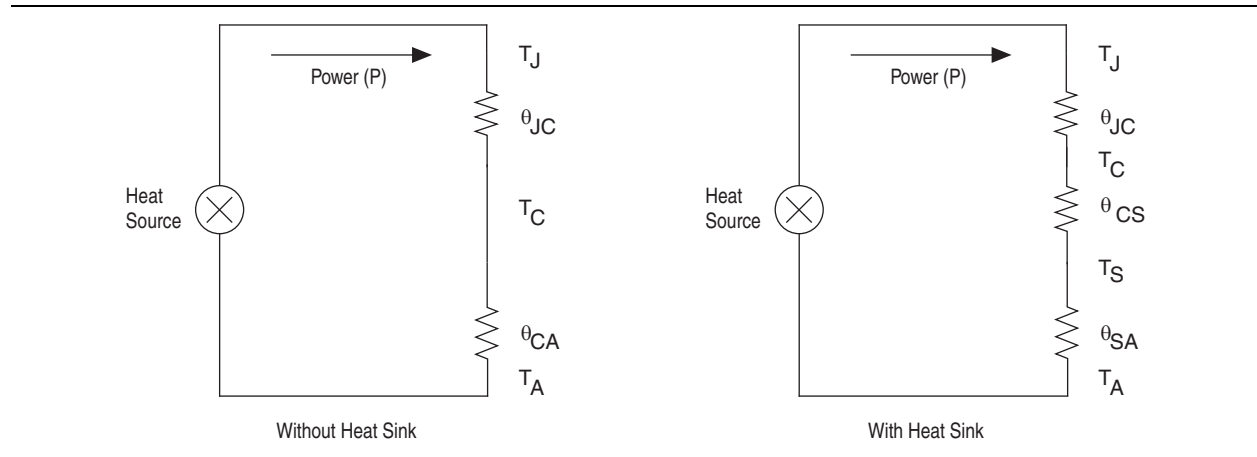 Power (P)
T_J
θ_JC
Heat
Source
T_C
θ_CA
T_A
Without Heat Sink
Power (P)
T_J
θ_JC
T_C
Heat
Source
θ_CS
T_S
θ_SA
T_A
With Heat Sink